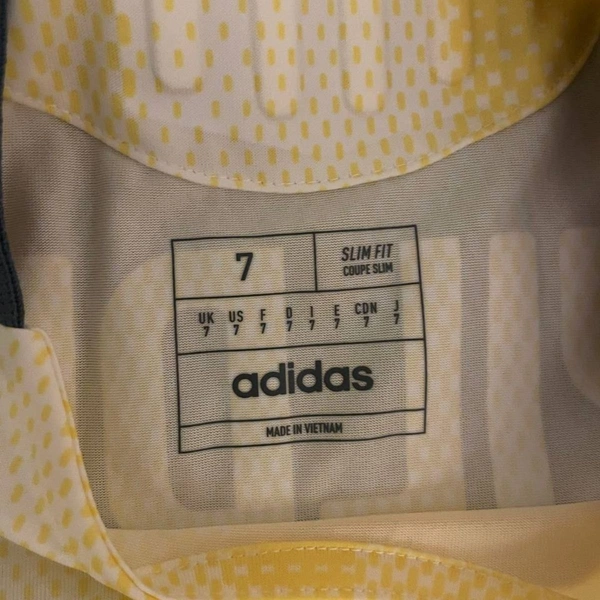 7
SLIM FIT
COUPE SLIM
UK US F D I E CDN J
7 7 7 7 7 7 7 7
adidas
MADE IN VIETNAM